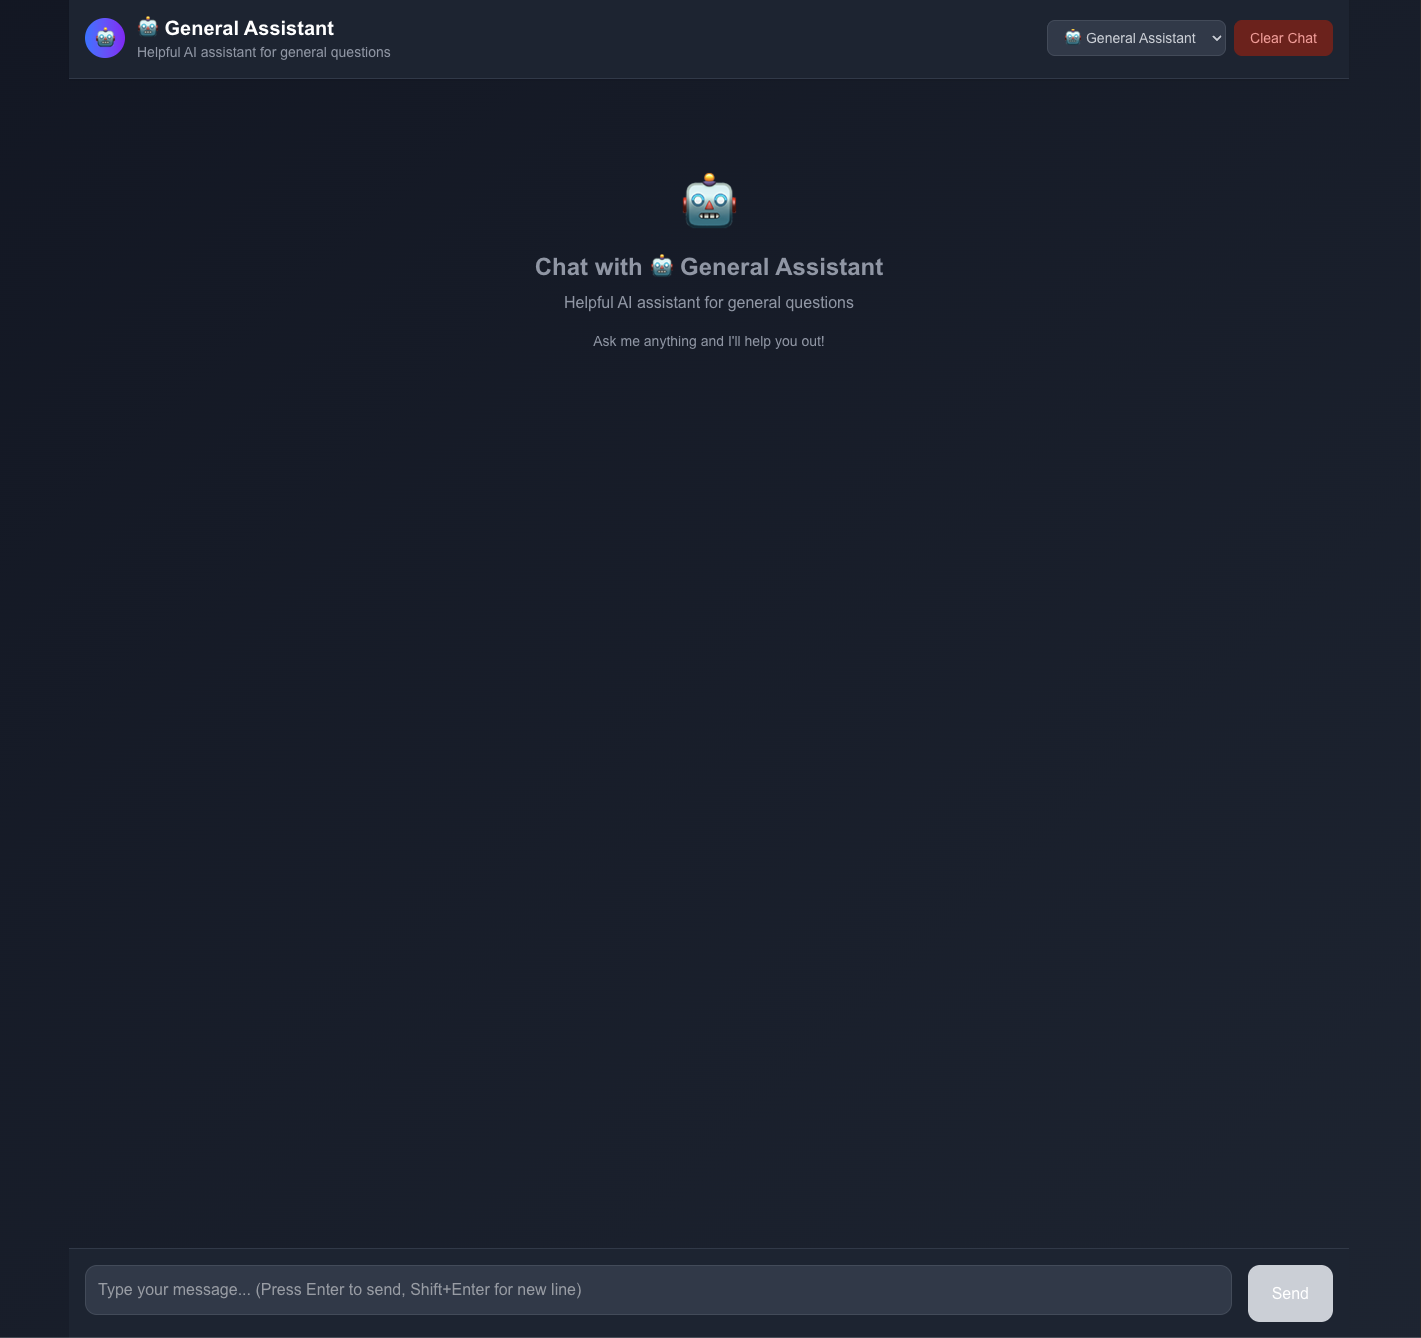 🤖 General Assistant
Helpful AI assistant for general questions
🤖 General Assistant
Clear Chat
Chat with 🤖 General Assistant
Helpful AI assistant for general questions
Ask me anything and I'll help you out!
Type your message... (Press Enter to send, Shift+Enter for new line)
Send